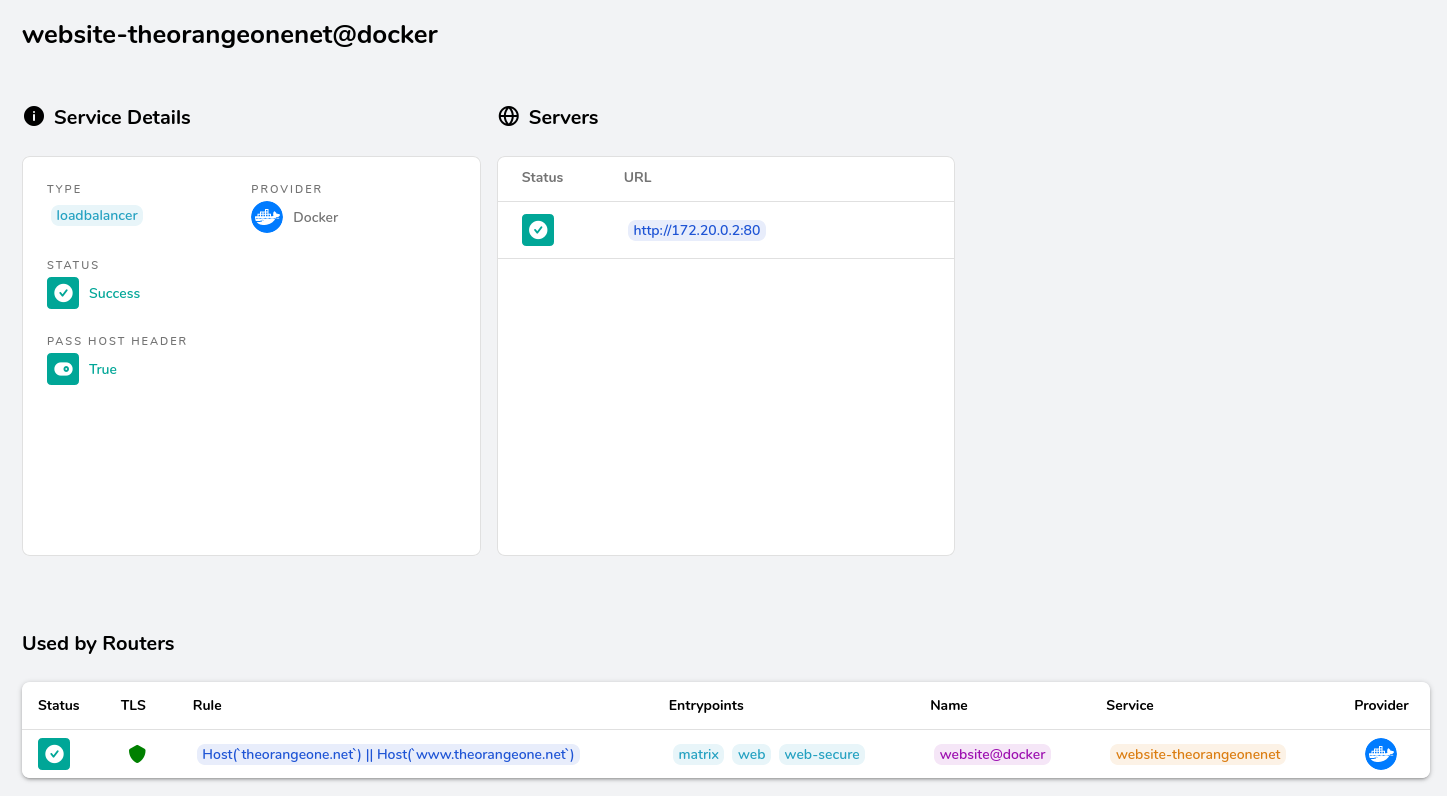 website-theorangeonenet@docker
Service Details
TYPE PROVIDER
loadbalancer Docker
STATUS
Success
PASS HOST HEADER
True
Servers
Status URL
http://172.20.0.2:80
Used by Routers
Status TLS Rule Entrypoints Name Service Provider
Host(`theorangeone.net`) || Host(`www.theorangeone.net`) matrix web web-secure website@docker website-theorangeonenet